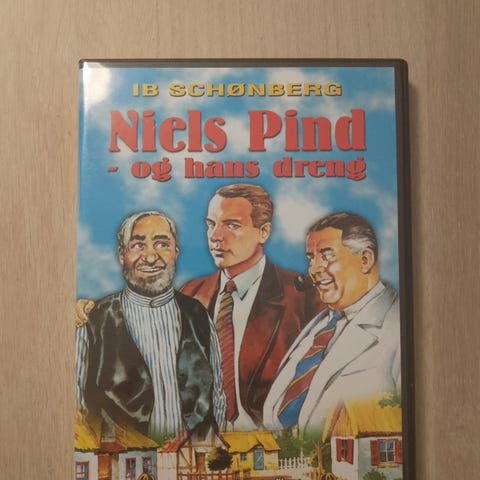 IB SCHØNBERG
Niels Pind
- og hans dreng